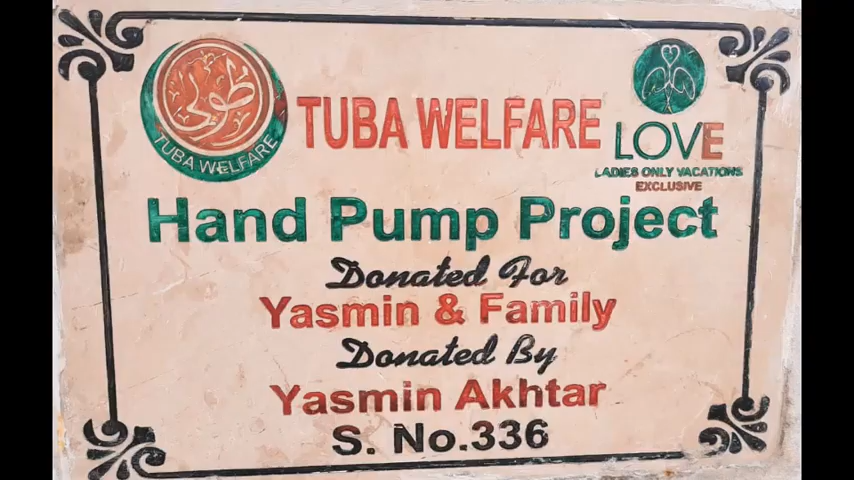 طوبیٰ
TUBA WELFARE
TUBA WELFARE
LOVE
LADIES ONLY VACATIONS
EXCLUSIVE
Hand Pump Project
Donated For
Yasmin & Family
Donated By
Yasmin Akhtar
S. No.336